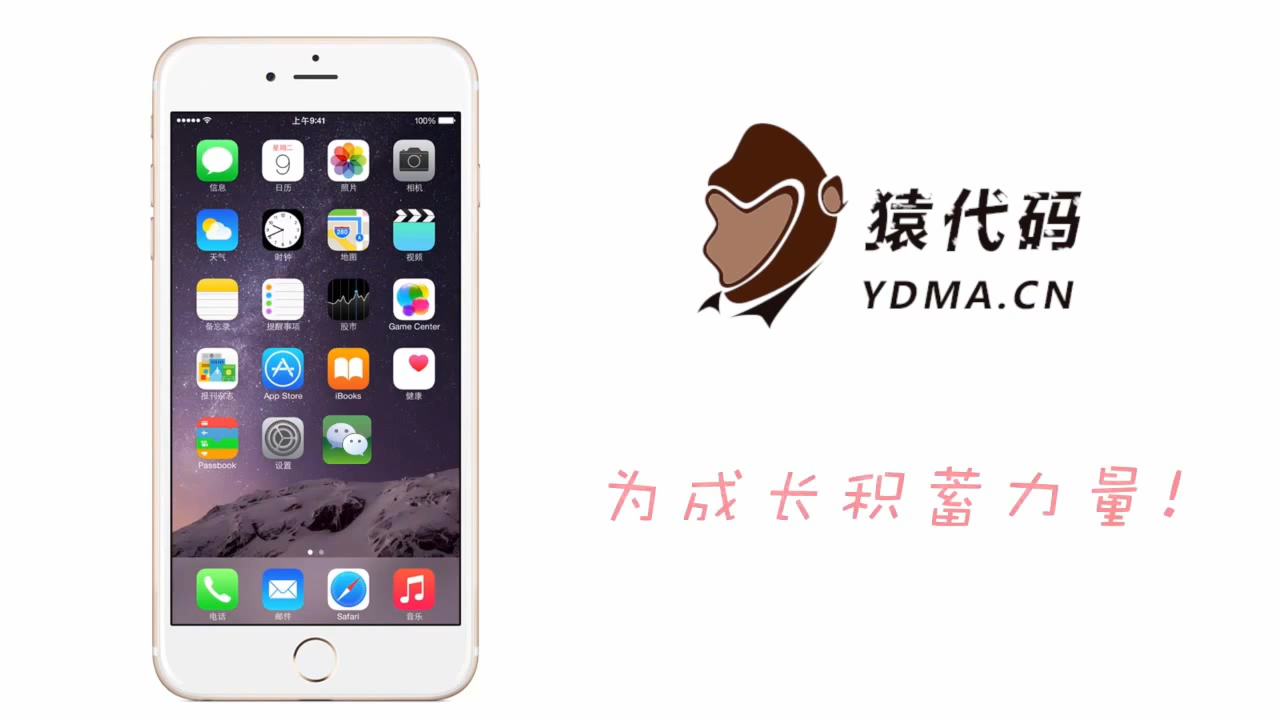 上午9:41
100%
星期二
9
信息
日历
照片
相机
280
天气
时钟
地图
视频
备忘录
提醒事项
股市
Game Center
报刊杂志
App Store
iBooks
健康
Passbook
设置
电话
邮件
Safari
音乐
猿代码
YDMA.CN
为成长积蓄力量!